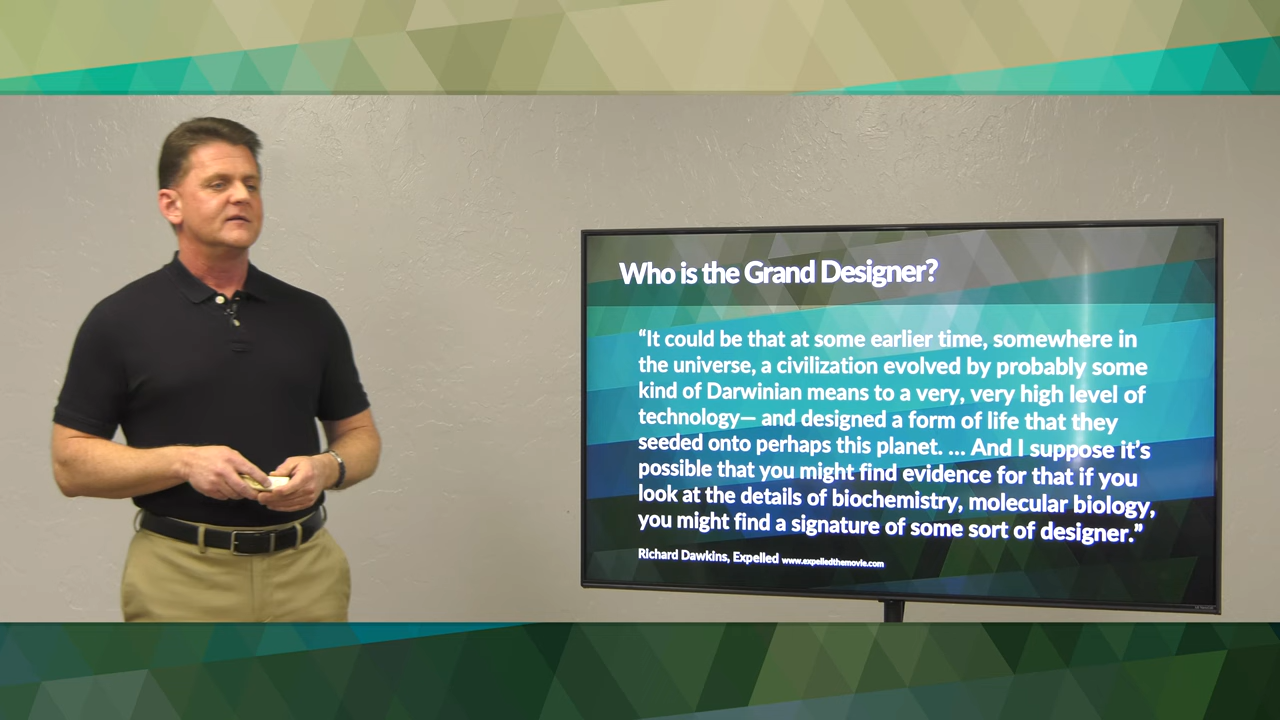 Who is the Grand Designer?
“It could be that at some earlier time, somewhere in
the universe, a civilization evolved by probably some
kind of Darwinian means to a very, very high level of
technology— and designed a form of life that they
seeded onto perhaps this planet. ... And I suppose it’s
possible that you might find evidence for that if you
look at the details of biochemistry, molecular biology,
you might find a signature of some sort of designer.”
Richard Dawkins, Expelled www.expelledthemovie.com